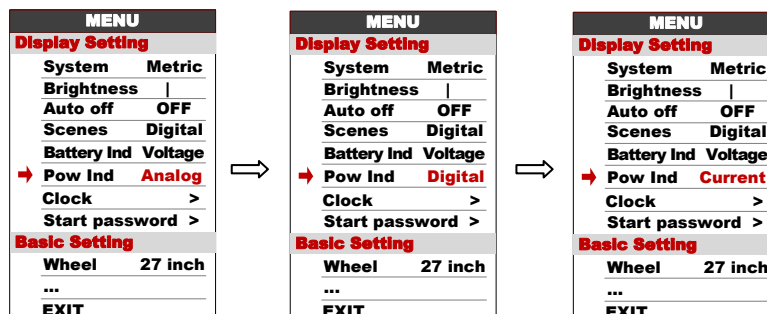 MENU
Display Setting
System Metric
Brightness |
Auto off OFF
Scenes Digital
Battery Ind Voltage
Pow Ind Analog
Clock >
Start password >
Basic Setting
Wheel 27 inch
...
EXIT
MENU
Display Setting
System Metric
Brightness |
Auto off OFF
Scenes Digital
Battery Ind Voltage
Pow Ind Digital
Clock >
Start password >
Basic Setting
Wheel 27 inch
...
EXIT
MENU
Display Setting
System Metric
Brightness |
Auto off OFF
Scenes Digital
Battery Ind Voltage
Pow Ind Current
Clock >
Start password >
Basic Setting
Wheel 27 inch
...
EXIT